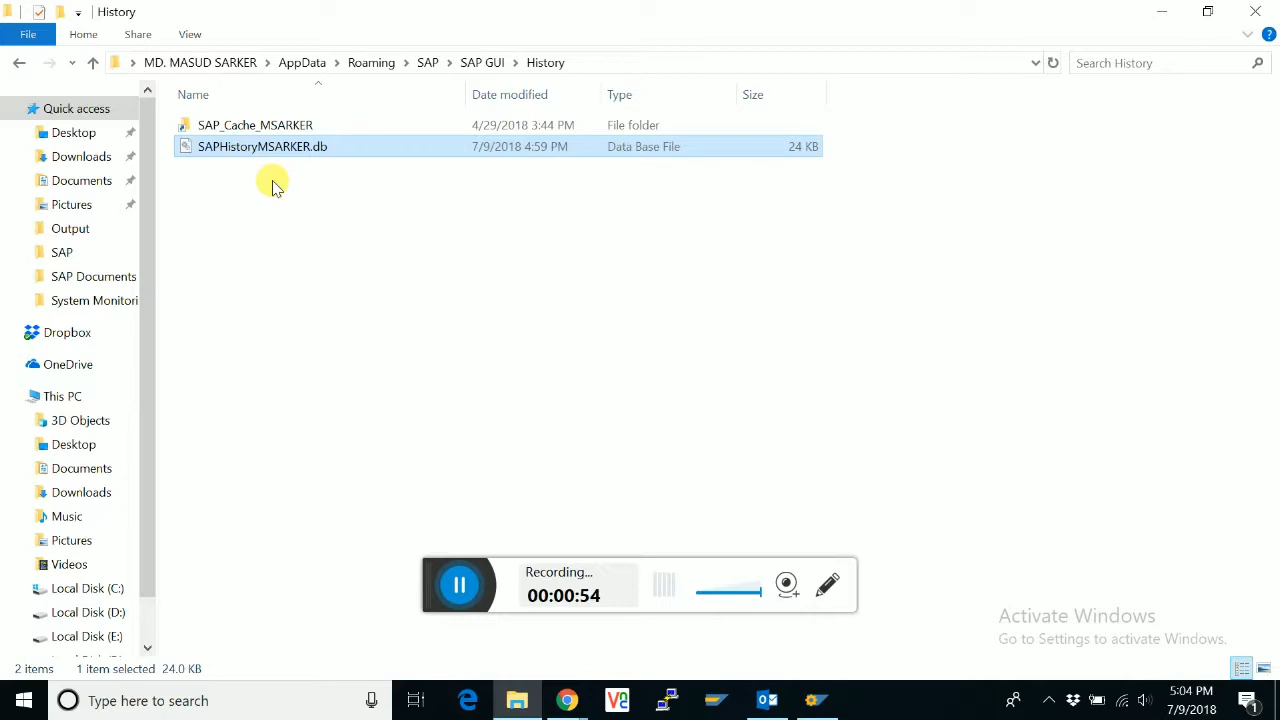 History
File
Home
Share
View
MD. MASUD SARKER
AppData
Roaming
SAP
SAP GUI
History
Search History
Name
Date modified
Type
Size
SAP_Cache_MSARKER
4/29/2018 3:44 PM
File folder
SAPHistoryMSARKER.db
7/9/2018 4:59 PM
Data Base File
24 KB
Quick access
Desktop
Downloads
Documents
Pictures
Output
SAP
SAP Documents
System Monitori
Dropbox
OneDrive
This PC
3D Objects
Desktop
Documents
Downloads
Music
Pictures
Videos
Local Disk (C:)
Local Disk (D:)
Local Disk (E:)
Recording...
00:00:54
Activate Windows
Go to Settings to activate Windows.
2 items
1 item selected 24.0 KB
Type here to search
5:04 PM
7/9/2018
1